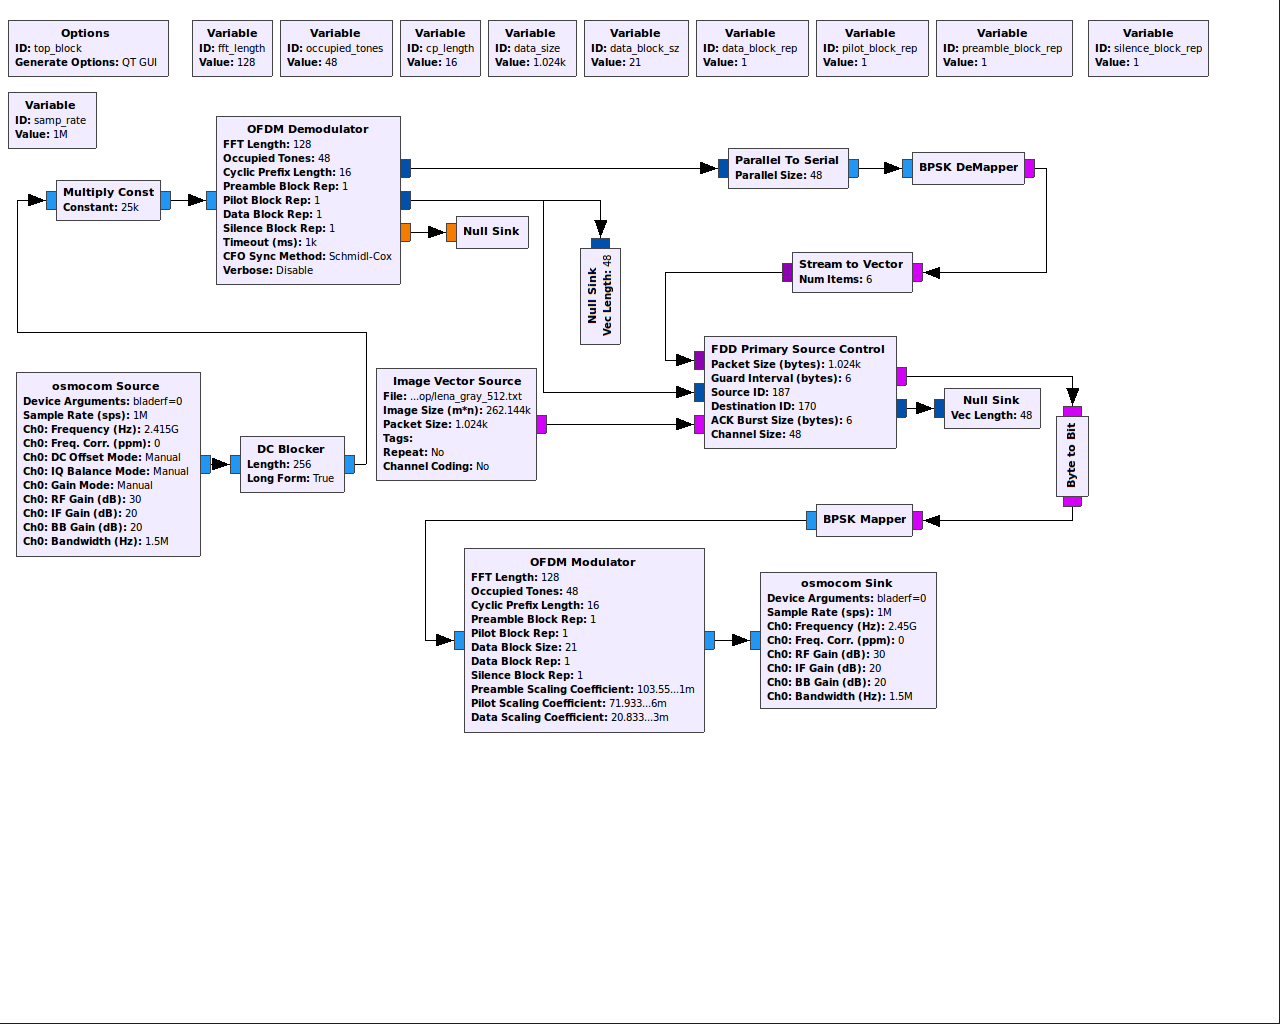 Options
ID: top_block
Generate Options: QT GUI
Variable
ID: fft_length
Value: 128
Variable
ID: occupied_tones
Value: 48
Variable
ID: cp_length
Value: 16
Variable
ID: data_size
Value: 1.024k
Variable
ID: data_block_sz
Value: 21
Variable
ID: data_block_rep
Value: 1
Variable
ID: pilot_block_rep
Value: 1
Variable
ID: preamble_block_rep
Value: 1
Variable
ID: silence_block_rep
Value: 1
Variable
ID: samp_rate
Value: 1M
OFDM Demodulator
FFT Length: 128
Occupied Tones: 48
Cyclic Prefix Length: 16
Preamble Block Rep: 1
Pilot Block Rep: 1
Data Block Rep: 1
Silence Block Rep: 1
Timeout (ms): 1k
CFO Sync Method: Schmidl-Cox
Verbose: Disable
Parallel To Serial
Parallel Size: 48
BPSK DeMapper
Multiply Const
Constant: 25k
Null Sink
Null Sink
Vec Length: 48
Stream to Vector
Num Items: 6
FDD Primary Source Control
Packet Size (bytes): 1.024k
Guard Interval (bytes): 6
Source ID: 187
Destination ID: 170
ACK Burst Size (bytes): 6
Channel Size: 48
osmocom Source
Device Arguments: bladerf=0
Sample Rate (sps): 1M
Ch0: Frequency (Hz): 2.415G
Ch0: Freq. Corr. (ppm): 0
Ch0: DC Offset Mode: Manual
Ch0: IQ Balance Mode: Manual
Ch0: Gain Mode: Manual
Ch0: RF Gain (dB): 30
Ch0: IF Gain (dB): 20
Ch0: BB Gain (dB): 20
Ch0: Bandwidth (Hz): 1.5M
DC Blocker
Length: 256
Long Form: True
Image Vector Source
File: ...op/lena_gray_512.txt
Image Size (m*n): 262.144k
Packet Size: 1.024k
Tags:
Repeat: No
Channel Coding: No
Null Sink
Vec Length: 48
Byte to Bit
BPSK Mapper
OFDM Modulator
FFT Length: 128
Occupied Tones: 48
Cyclic Prefix Length: 16
Preamble Block Rep: 1
Pilot Block Rep: 1
Data Block Size: 21
Data Block Rep: 1
Silence Block Rep: 1
Preamble Scaling Coefficient: 103.55...1m
Pilot Scaling Coefficient: 71.933...6m
Data Scaling Coefficient: 20.833...3m
osmocom Sink
Device Arguments: bladerf=0
Sample Rate (sps): 1M
Ch0: Frequency (Hz): 2.45G
Ch0: Freq. Corr. (ppm): 0
Ch0: RF Gain (dB): 30
Ch0: IF Gain (dB): 20
Ch0: BB Gain (dB): 20
Ch0: Bandwidth (Hz): 1.5M